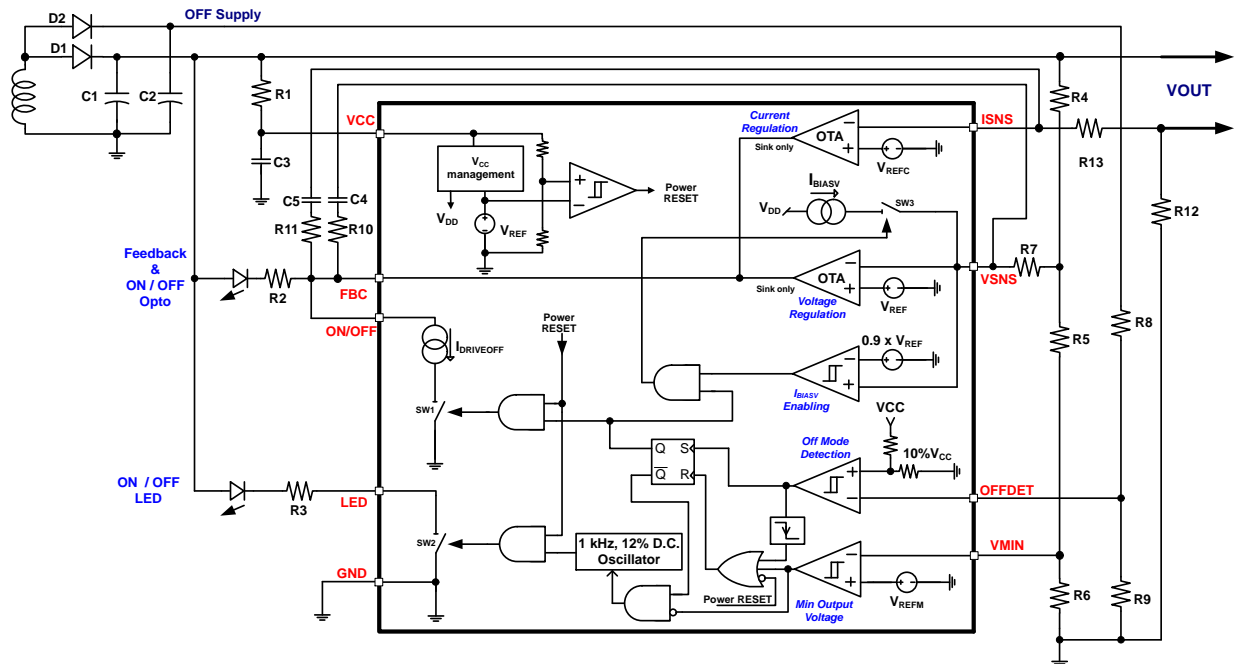 D2
OFF Supply
D1
C1
C2
R1
R4
VOUT
VCC
ISNS
Current
Regulation
OTA
Sink only
VREFC
R13
C3
VCC
management
VDD
VREF
Power
RESET
IBIASV
VDD
SW3
R12
C5
C4
R11
R10
Feedback
&
ON / OFF
Opto
R2
FBC
OTA
Sink only
VREF
Voltage
Regulation
R7
VSNS
ON/OFF
IDRIVEOFF
Power
RESET
R8
R5
0.9 x VREF
IBIASV
Enabling
SW1
VCC
Off Mode
Detection
10%VCC
Q
S
Q
R
OFFDET
ON / OFF
LED
R3
LED
SW2
1 kHz, 12% D.C.
Oscillator
VMIN
GND
Power RESET
Min Output
Voltage
VREFM
R6
R9